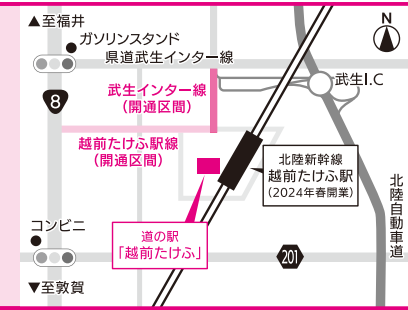 ▲至福井
ガソリンスタンド
県道武生インター線
N
8
武生インター線
(開通区間)
武生I.C
越前たけふ駅線
(開通区間)
北陸新幹線
越前たけふ駅
(2024年春開業)
北陸自動車道
コンビニ
道の駅
「越前たけふ」
201
▼至敦賀